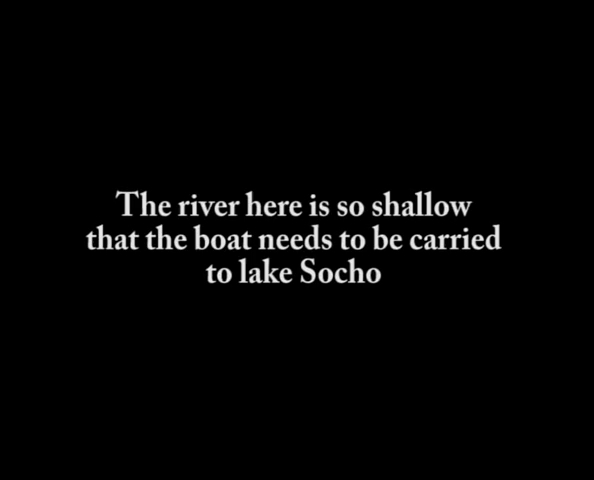 The river here is so shallow
that the boat needs to be carried
to lake Socho